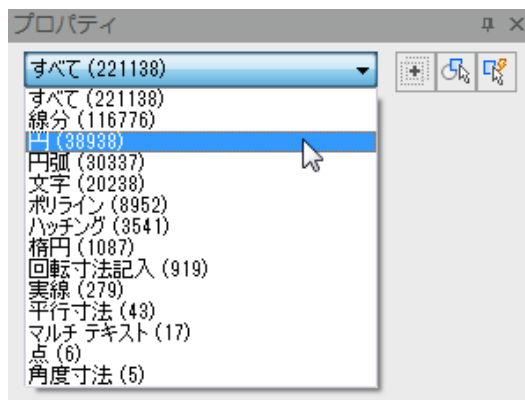 プロパティ
すべて (221138)
すべて (221138)
線分 (116776)
円 (38938)
円弧 (30337)
文字 (20238)
ポリライン (8952)
ハッチング (3541)
楕円 (1087)
回転寸法記入 (919)
実線 (279)
平行寸法 (43)
マルチ テキスト (17)
点 (6)
角度寸法 (5)